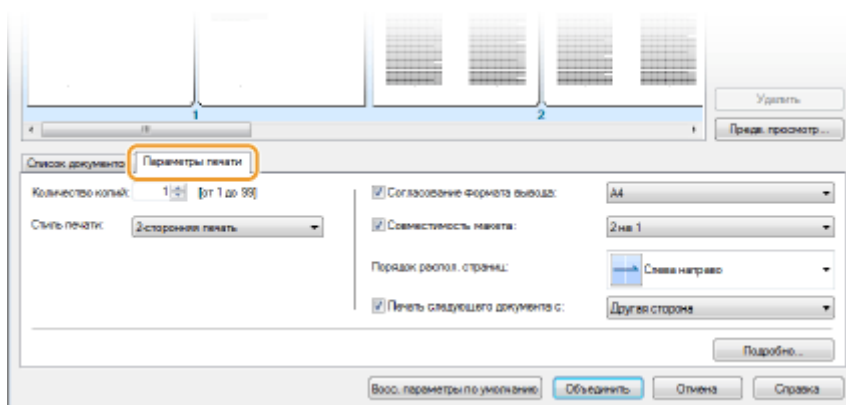 Удалить
1
2
Предв. просмотр...
Список документо
Параметры печати
Количество копий: 1 [от 1 до 99]
Согласование формата вывода: A4
Стиль печати: 2-сторонняя печать
Совместимость макета: 2 на 1
Порядок распол. страниц: Слева направо
Печать следующего документа с: Другая сторона
Подробно...
Восс. параметры по умолчанию
Объединить
Отмена
Справка